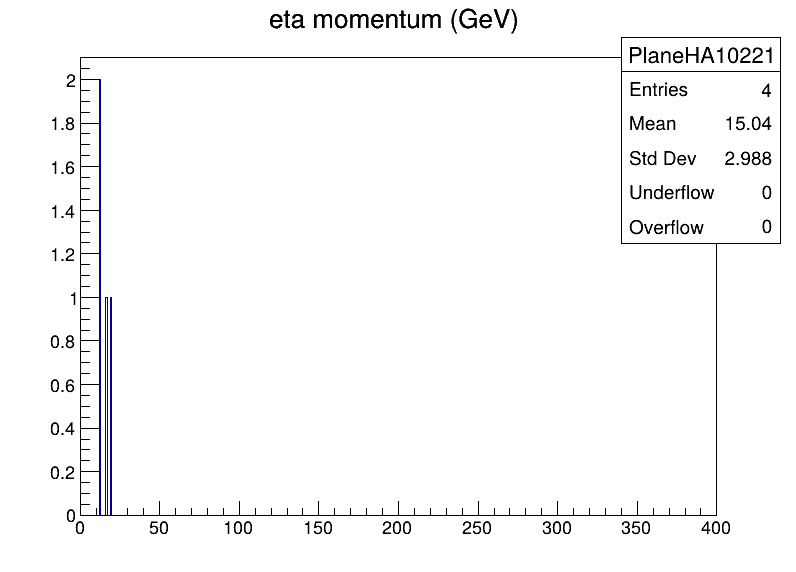 eta momentum (GeV)
PlaneHA10221
Entries 4
Mean 15.04
Std Dev 2.988
Underflow 0
Overflow 0
2
1.8
1.6
1.4
1.2
1
0.8
0.6
0.4
0.2
0
0 50 100 150 200 250 300 350 400